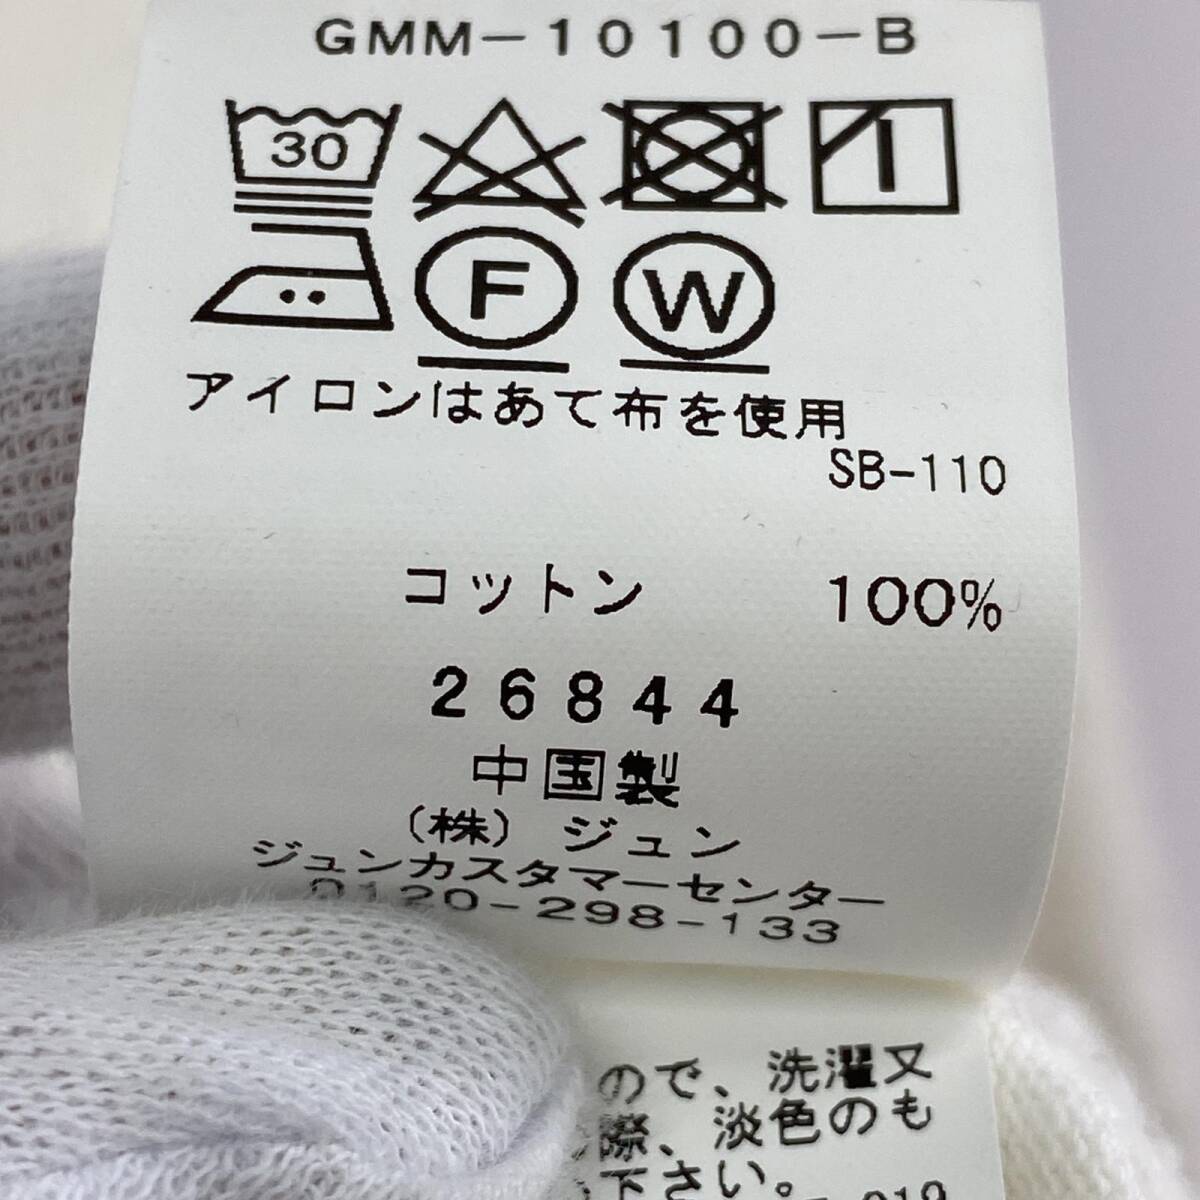 GMM-10100-B
30
F W
アイロンはあて布を使用
SB-110
コットン 100%
26844
中国製
(株) ジュン
ジュンカスタマーセンター
0120-298-133
ので、洗濯又
際、淡色のも
下さい。